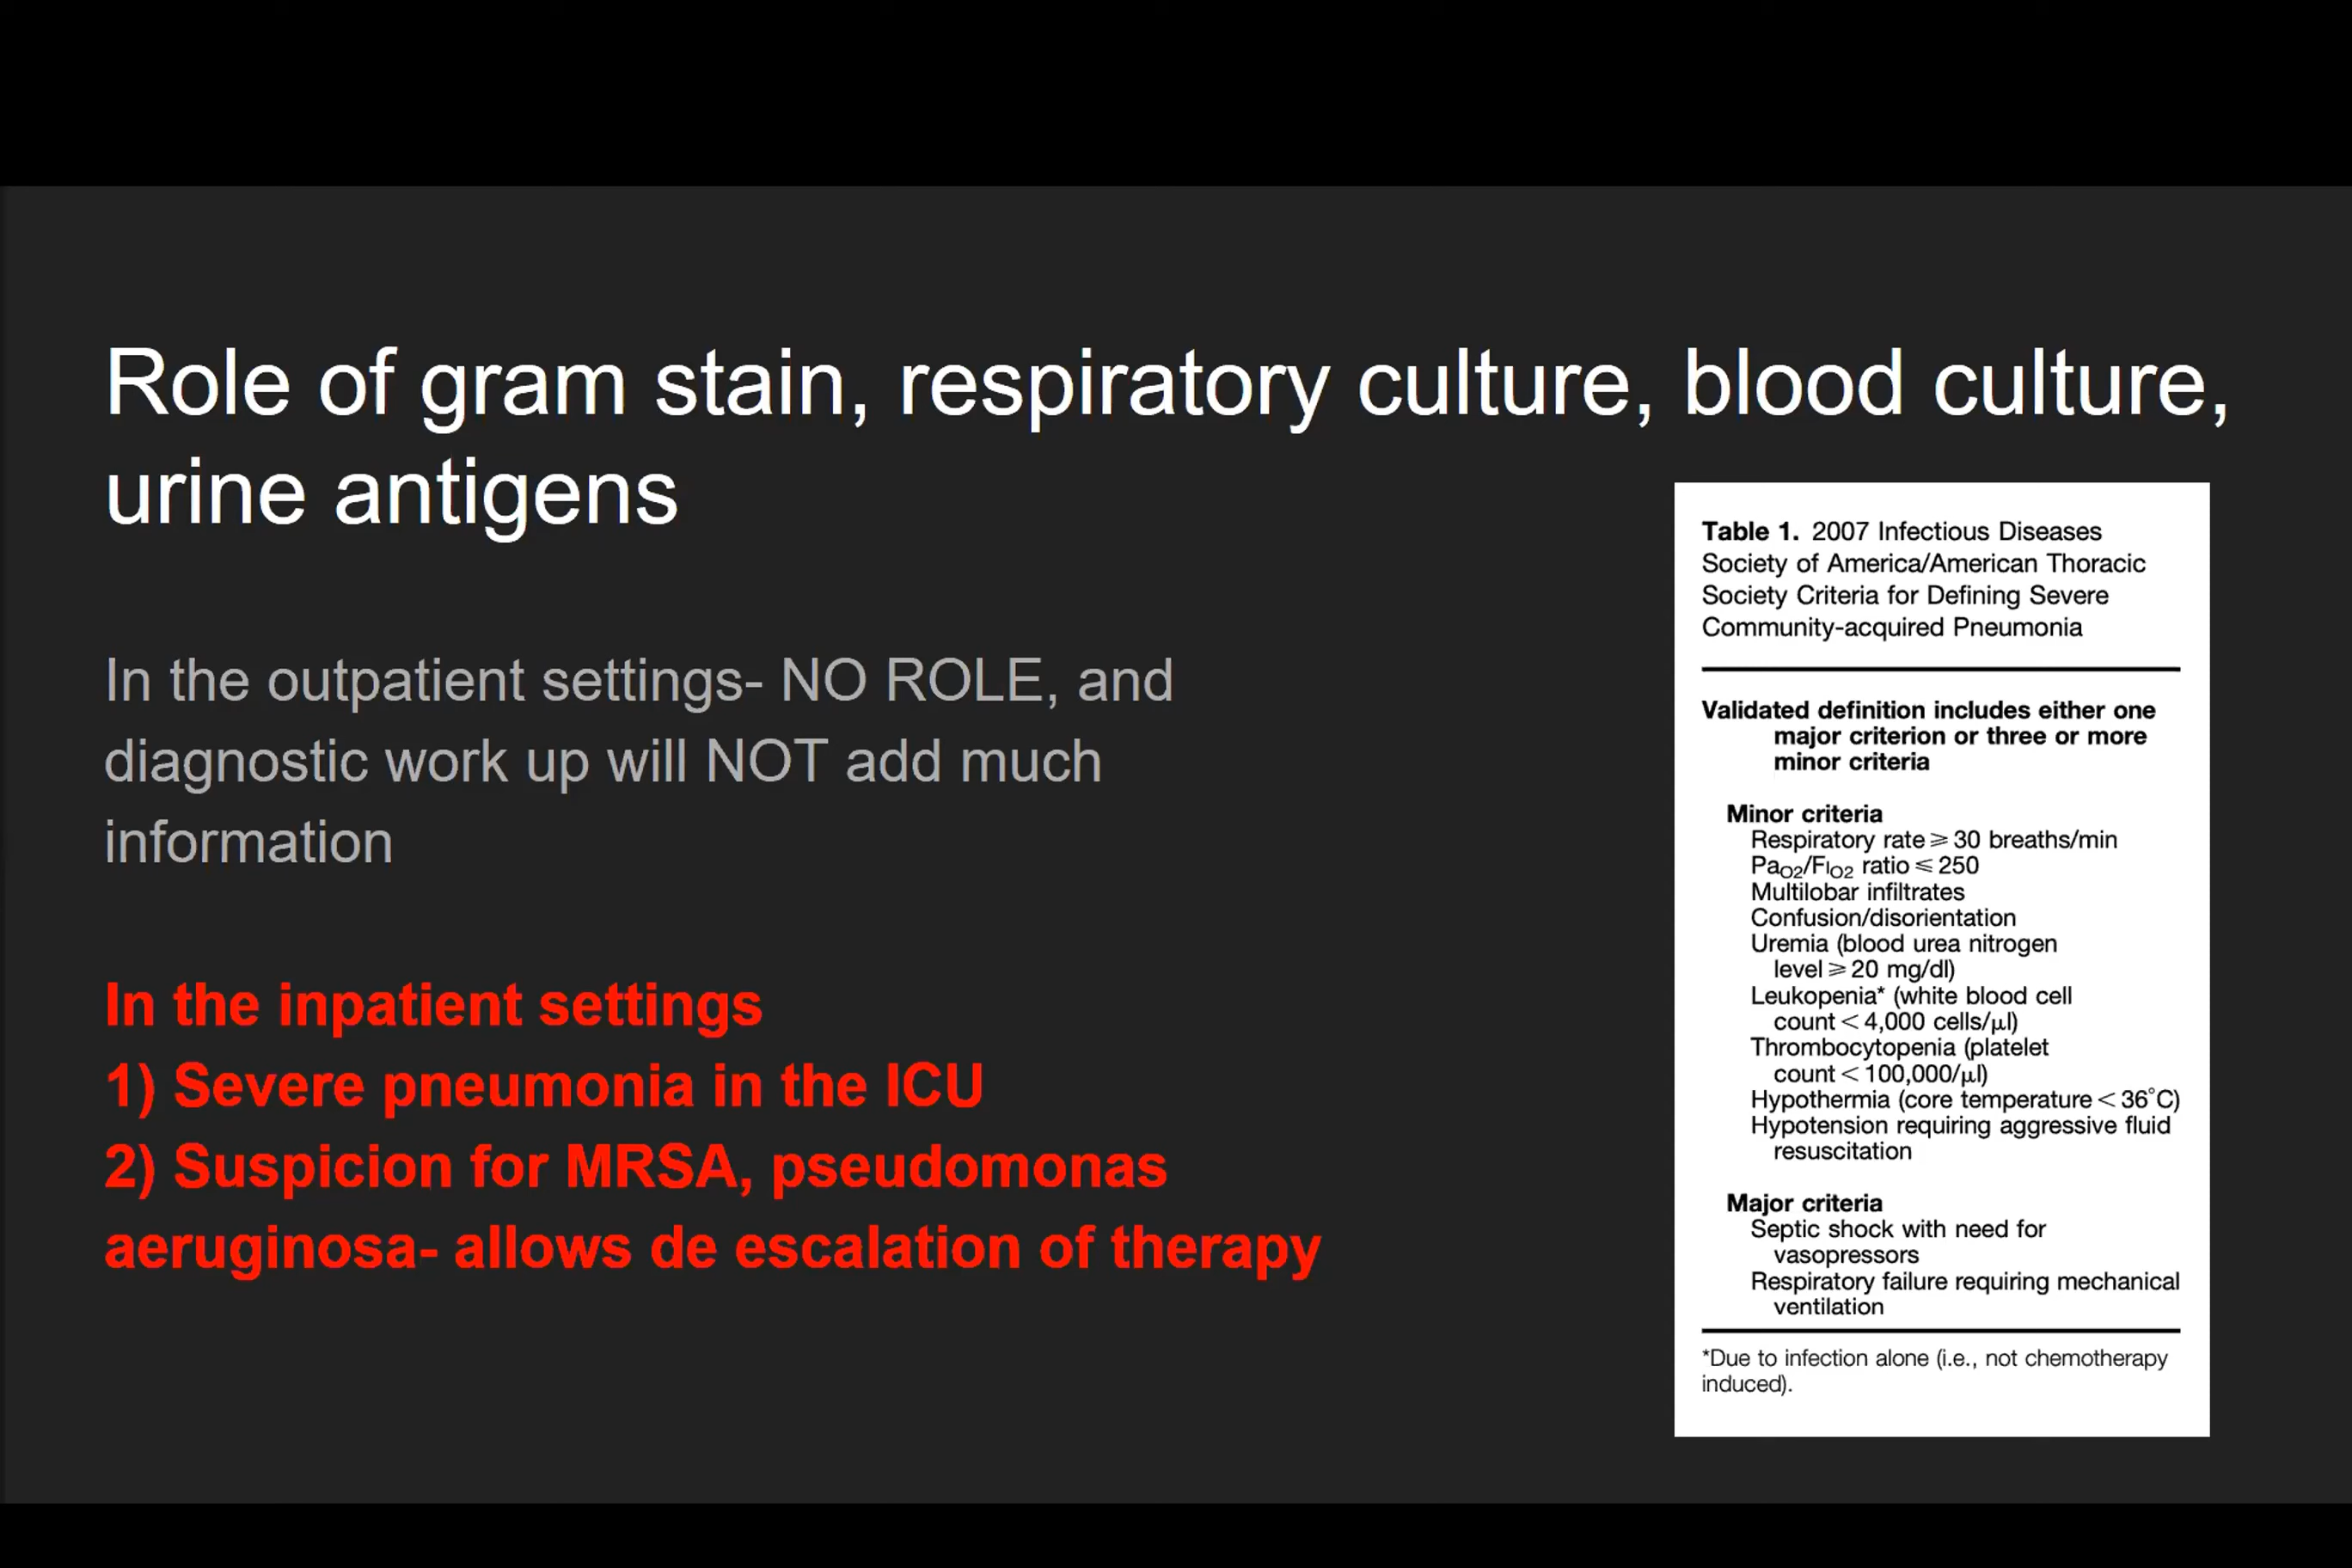 Role of gram stain, respiratory culture, blood culture,
urine antigens
In the outpatient settings- NO ROLE, and
diagnostic work up will NOT add much
information
In the inpatient settings
1) Severe pneumonia in the ICU
2) Suspicion for MRSA, pseudomonas
aeruginosa- allows de escalation of therapy
Table 1. 2007 Infectious Diseases
Society of America/American Thoracic
Society Criteria for Defining Severe
Community-acquired Pneumonia
Validated definition includes either one
major criterion or three or more
minor criteria
Minor criteria
Respiratory rate ≥ 30 breaths/min
PaO2/FIO2 ratio ≤ 250
Multilobar infiltrates
Confusion/disorientation
Uremia (blood urea nitrogen
level ≥ 20 mg/dl)
Leukopenia* (white blood cell
count < 4,000 cells/μl)
Thrombocytopenia (platelet
count < 100,000/μl)
Hypothermia (core temperature < 36°C)
Hypotension requiring aggressive fluid
resuscitation
Major criteria
Septic shock with need for
vasopressors
Respiratory failure requiring mechanical
ventilation
*Due to infection alone (i.e., not chemotherapy
induced).